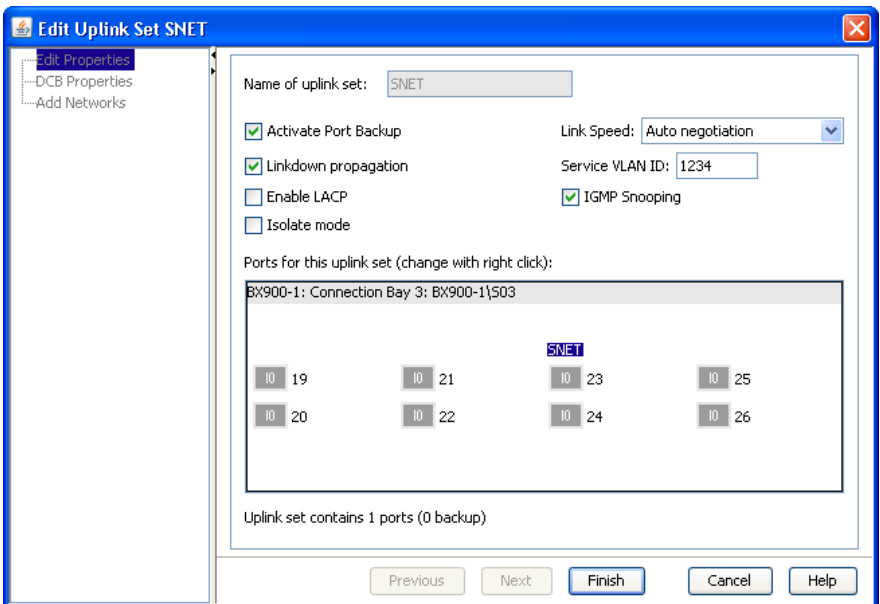 Edit Uplink Set SNET
Edit Properties
DCB Properties
Add Networks
Name of uplink set: SNET
Activate Port Backup Link Speed: Auto negotiation
Linkdown propagation Service VLAN ID: 1234
Enable LACP IGMP Snooping
Isolate mode
Ports for this uplink set (change with right click):
BX900-1: Connection Bay 3: BX900-1\S03
SNET
IO 19 IO 21 IO 23 IO 25
IO 20 IO 22 IO 24 IO 26
Uplink set contains 1 ports (0 backup)
Previous Next Finish Cancel Help